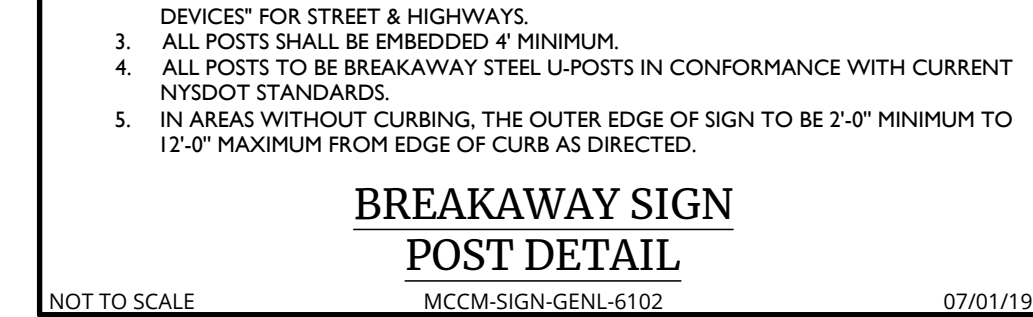 DEVICES" FOR STREET & HIGHWAYS.
3. ALL POSTS SHALL BE EMBEDDED 4' MINIMUM.
4. ALL POSTS TO BE BREAKAWAY STEEL U-POSTS IN CONFORMANCE WITH CURRENT
NYSDOT STANDARDS.
5. IN AREAS WITHOUT CURBING, THE OUTER EDGE OF SIGN TO BE 2'-0" MINIMUM TO
12'-0" MAXIMUM FROM EDGE OF CURB AS DIRECTED.
BREAKAWAY SIGN
POST DETAIL
NOT TO SCALE MCCM-SIGN-GENL-6102 07/01/19